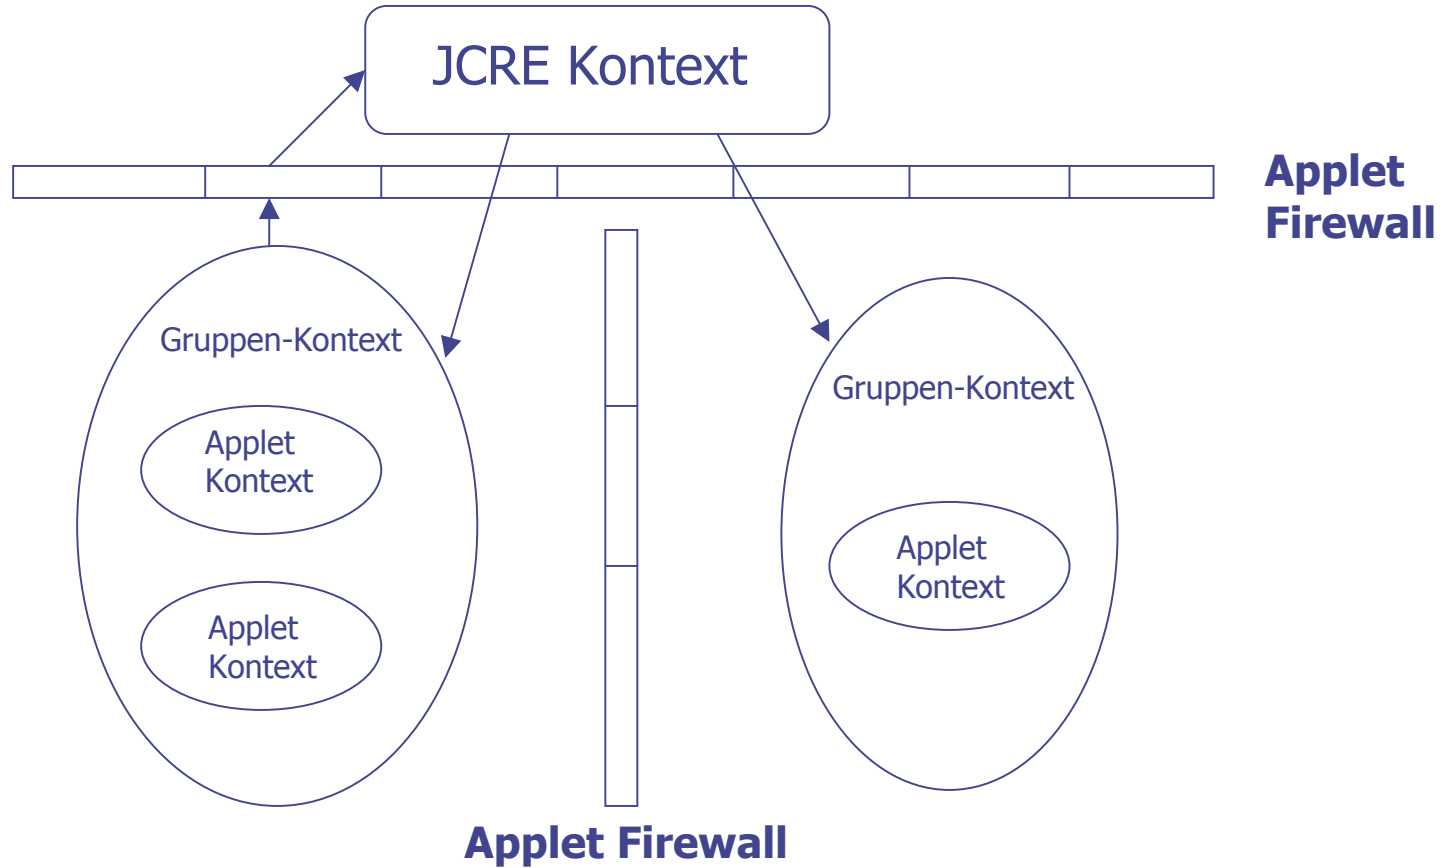 JCRE Kontext
Applet
Firewall
Gruppen-Kontext
Applet
Kontext
Applet
Kontext
Gruppen-Kontext
Applet
Kontext
Applet Firewall